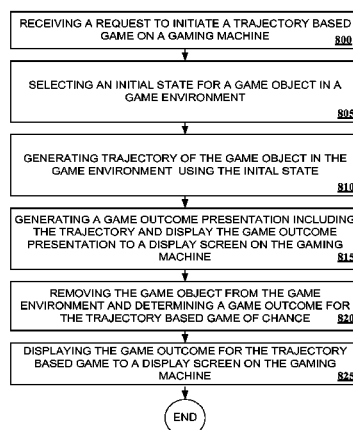 RECEIVING A REQUEST TO INITIATE A TRAJECTORY BASED
GAME ON A GAMING MACHINE
800
SELECTING AN INITIAL STATE FOR A GAME OBJECT IN A
GAME ENVIRONMENT
805
GENERATING TRAJECTORY OF THE GAME OBJECT IN THE
GAME ENVIRONMENT USING THE INITAL STATE
810
GENERATING A GAME OUTCOME PRESENTATION INCLUDING
THE TRAJECTORY AND DISPLAY THE GAME OUTCOME
PRESENTATION TO A DISPLAY SCREEN ON THE GAMING
MACHINE
815
REMOVING THE GAME OBJECT FROM THE GAME
ENVIRONMENT AND DETERMINING A GAME OUTCOME FOR
THE TRAJECTORY BASED GAME OF CHANCE
820
DISPLAYING THE GAME OUTCOME FOR THE TRAJECTORY
BASED GAME TO A DISPLAY SCREEN ON THE GAMING
MACHINE
825
END